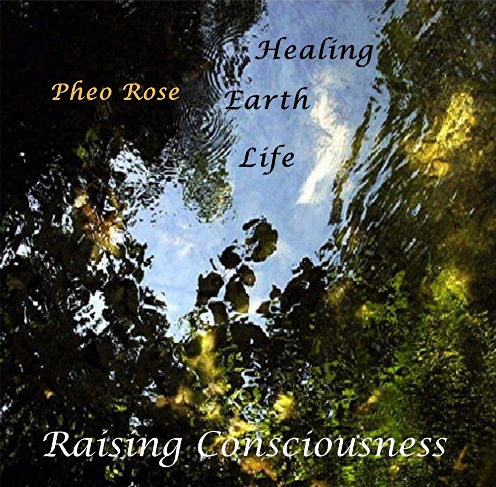 Healing
Pheo Rose
Earth
Life
Raising Consciousness